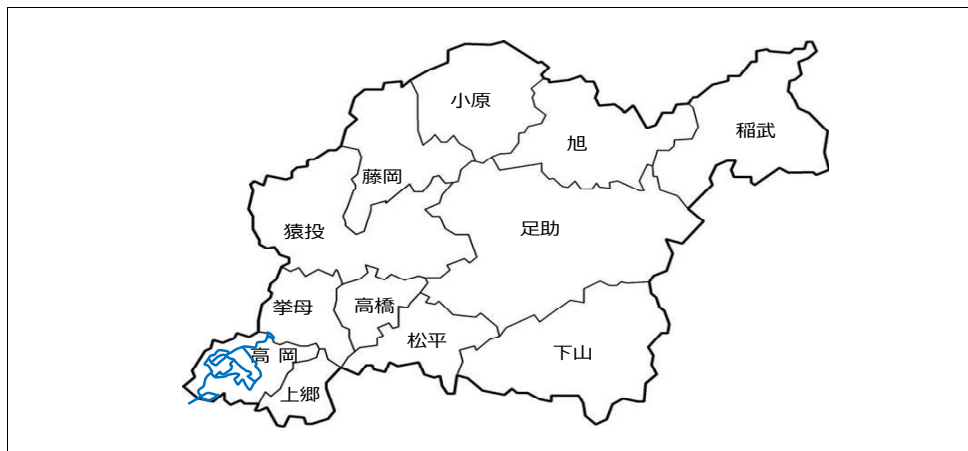 小原
旭
稲武
藤岡
猿投
足助
挙母
高橋
松平
下山
高岡
上郷